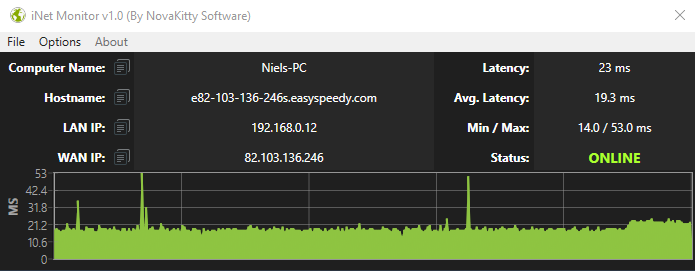 iNet Monitor v1.0 (By NovaKitty Software)
File Options About
Computer Name: Niels-PC Latency: 23 ms
Hostname: e82-103-136-246s.easyspeedy.com Avg. Latency: 19.3 ms
LAN IP: 192.168.0.12 Min / Max: 14.0 / 53.0 ms
WAN IP: 82.103.136.246 Status: ONLINE
MS
53
42.4
31.8
21.2
10.6
0